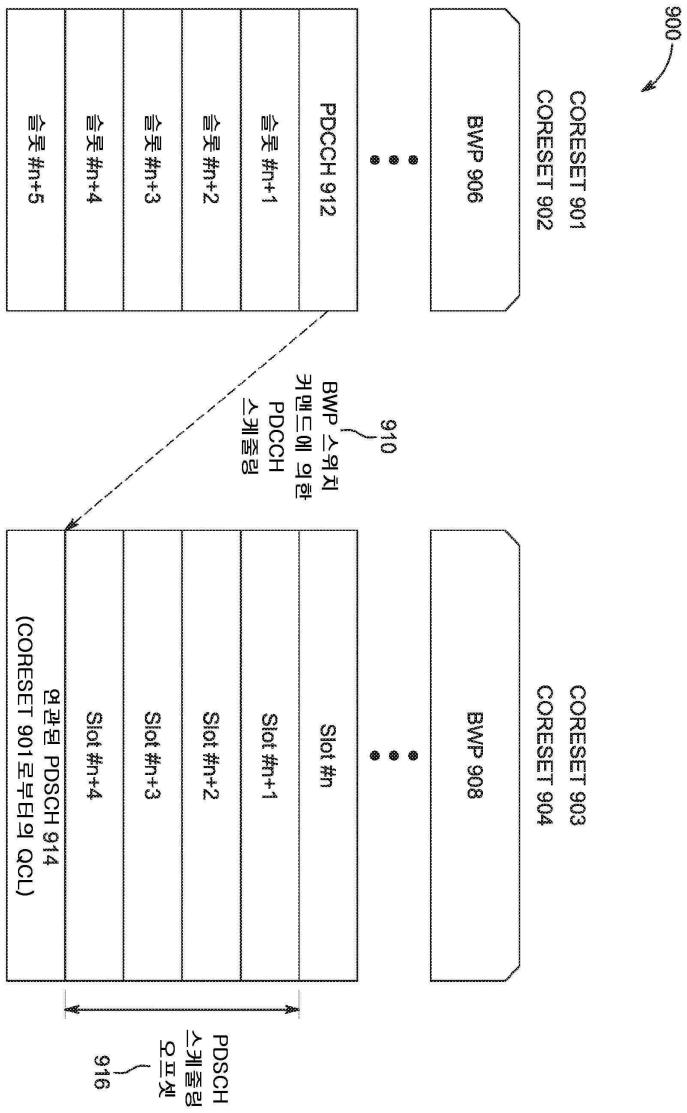 900
CORESET 901
CORESET 902
BWP 906
PDCCH 912
슬롯 #n+1
슬롯 #n+2
슬롯 #n+3
슬롯 #n+4
슬롯 #n+5
910
BWP 스위치
커맨드에 의한
PDCCH
스케줄링
CORESET 903
CORESET 904
BWP 908
Slot #n
Slot #n+1
Slot #n+2
Slot #n+3
Slot #n+4
연관된 PDSCH 914
(CORESET 901로부터의 QCL)
PDSCH
스케줄링
오프셋
916